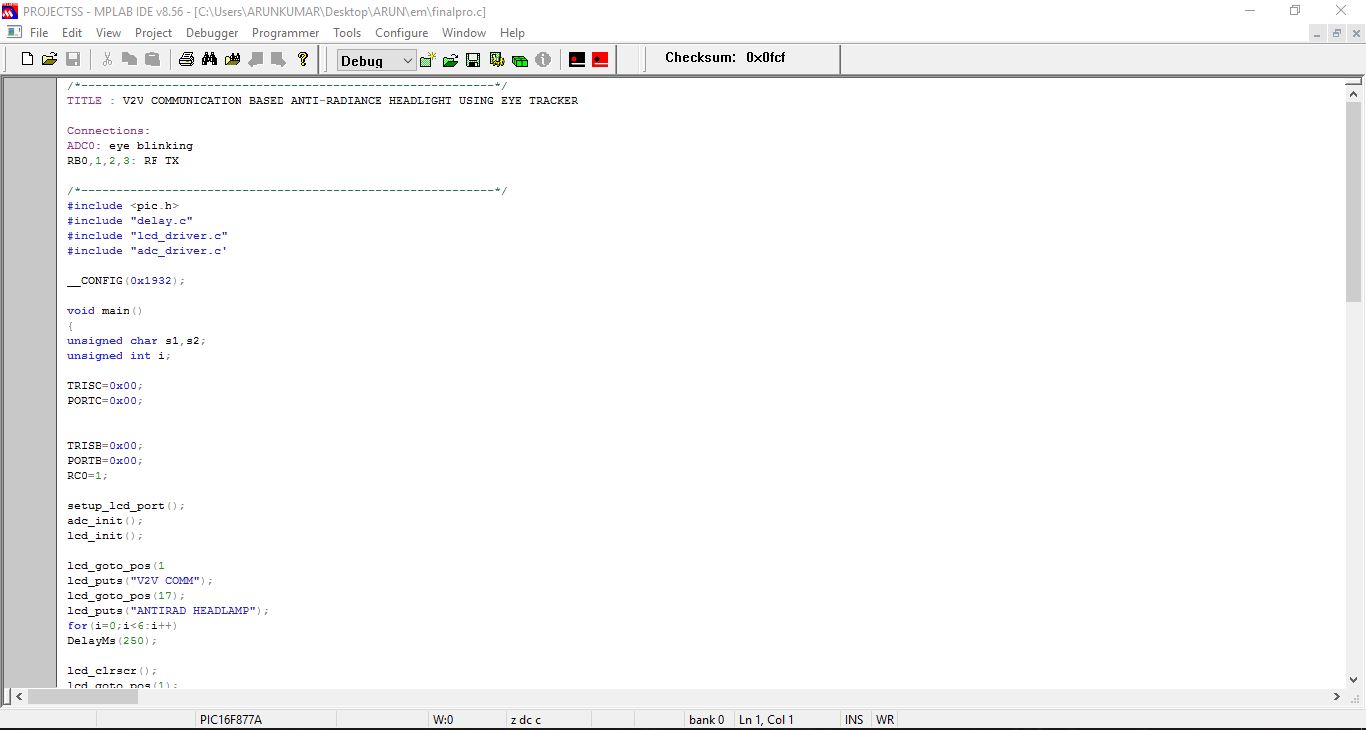 PROJECTSS - MPLAB IDE v8.56 - [C:\Users\ARUNKUMAR\Desktop\ARUN\em\finalpro.c]
File Edit View Project Debugger Programmer Tools Configure Window Help
Debug Checksum: 0x0fcf
/*-----------------------------------------------------------*/
TITLE : V2V COMMUNICATION BASED ANTI-RADIANCE HEADLIGHT USING EYE TRACKER
Connections:
ADC0: eye blinking
RB0,1,2,3: RF TX
/*-----------------------------------------------------------*/
#include <pic.h>
#include "delay.c"
#include "lcd_driver.c"
#include "adc_driver.c'
__CONFIG(0x1932);
void main()
{
unsigned char s1,s2;
unsigned int i;
TRISC=0x00;
PORTC=0x00;
TRISB=0x00;
PORTB=0x00;
RC0=1;
setup_lcd_port();
adc_init();
lcd_init();
lcd_goto_pos(1
lcd_puts("V2V COMM");
lcd_goto_pos(17);
lcd_puts("ANTIRAD HEADLAMP");
for(i=0;i<6:i++)
DelayMs(250);
lcd_clrscr();
lcd_goto_pos(1);
PIC16F877A W:0 z dc c bank 0 Ln 1, Col 1 INS WR